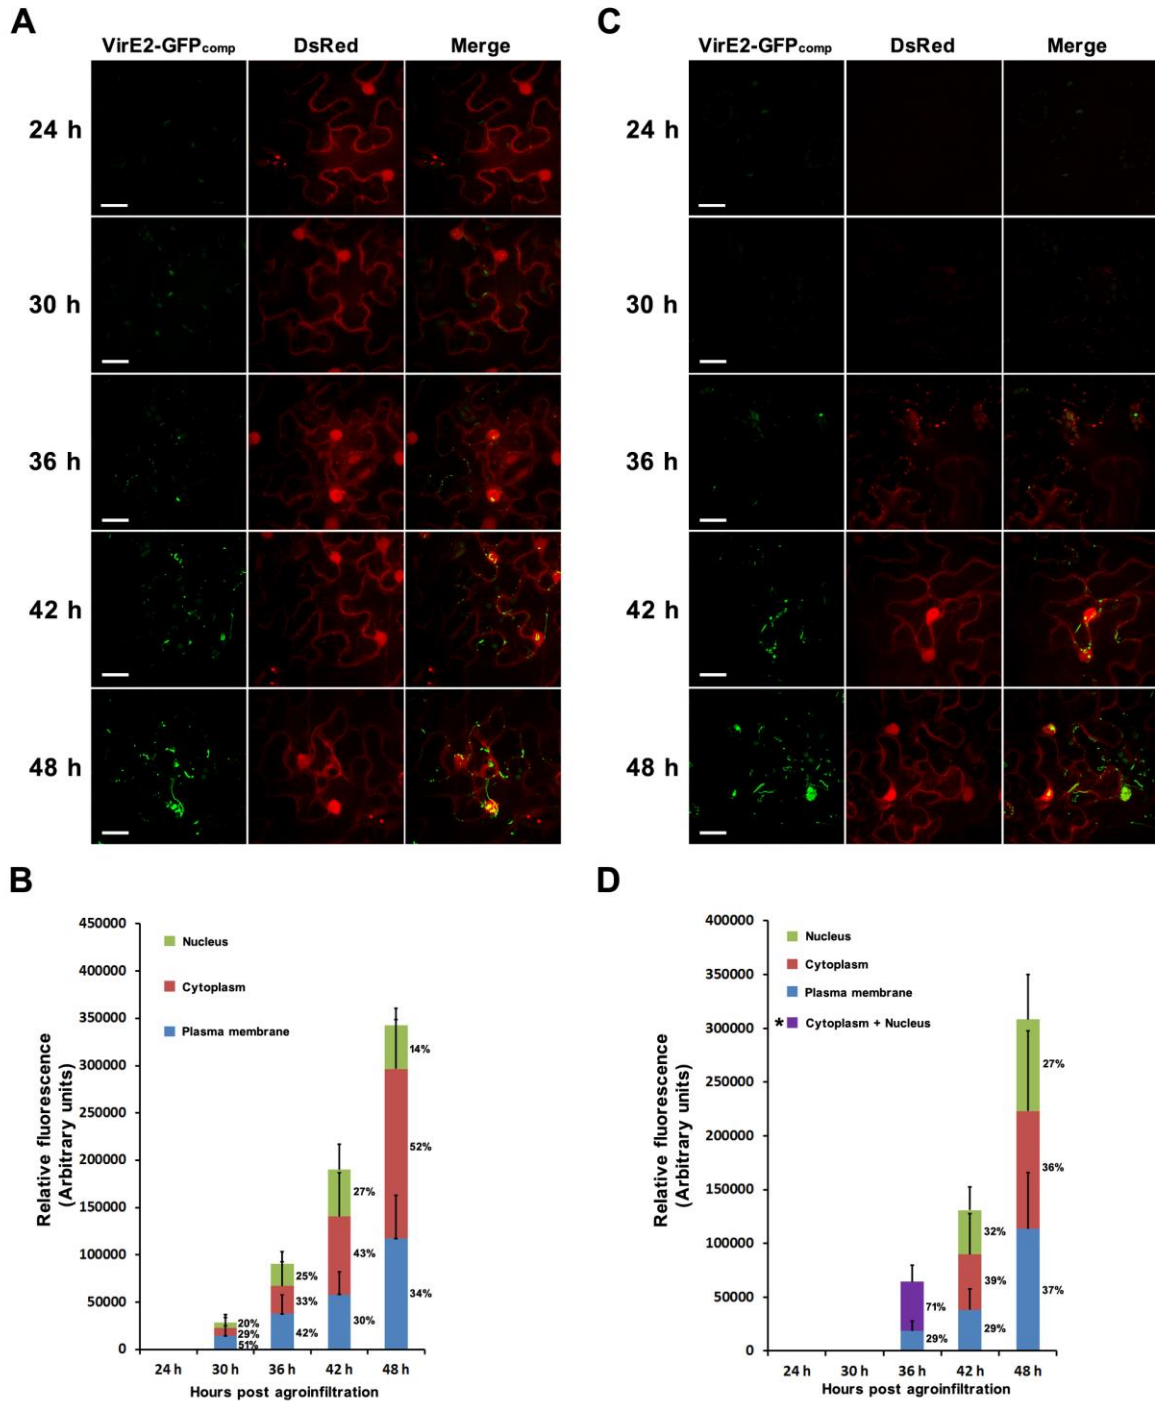 A
VirE2-GFPcomp DsRed Merge
24 h
30 h
36 h
42 h
48 h
C
VirE2-GFPcomp DsRed Merge
24 h
30 h
36 h
42 h
48 h
B
Relative fluorescence
(Arbitrary units)
450000
400000
350000
300000
250000
200000
150000
100000
50000
0
Nucleus
Cytoplasm
Plasma membrane
20%
29%
51%
25%
33%
42%
27%
43%
30%
14%
52%
34%
24 h 30 h 36 h 42 h 48 h
Hours post agroinfiltration
D
Relative fluorescence
(Arbitrary units)
400000
350000
300000
250000
200000
150000
100000
50000
0
Nucleus
Cytoplasm
Plasma membrane
* Cytoplasm + Nucleus
71%
29%
32%
39%
29%
27%
36%
37%
24 h 30 h 36 h 42 h 48 h
Hours post agroinfiltration